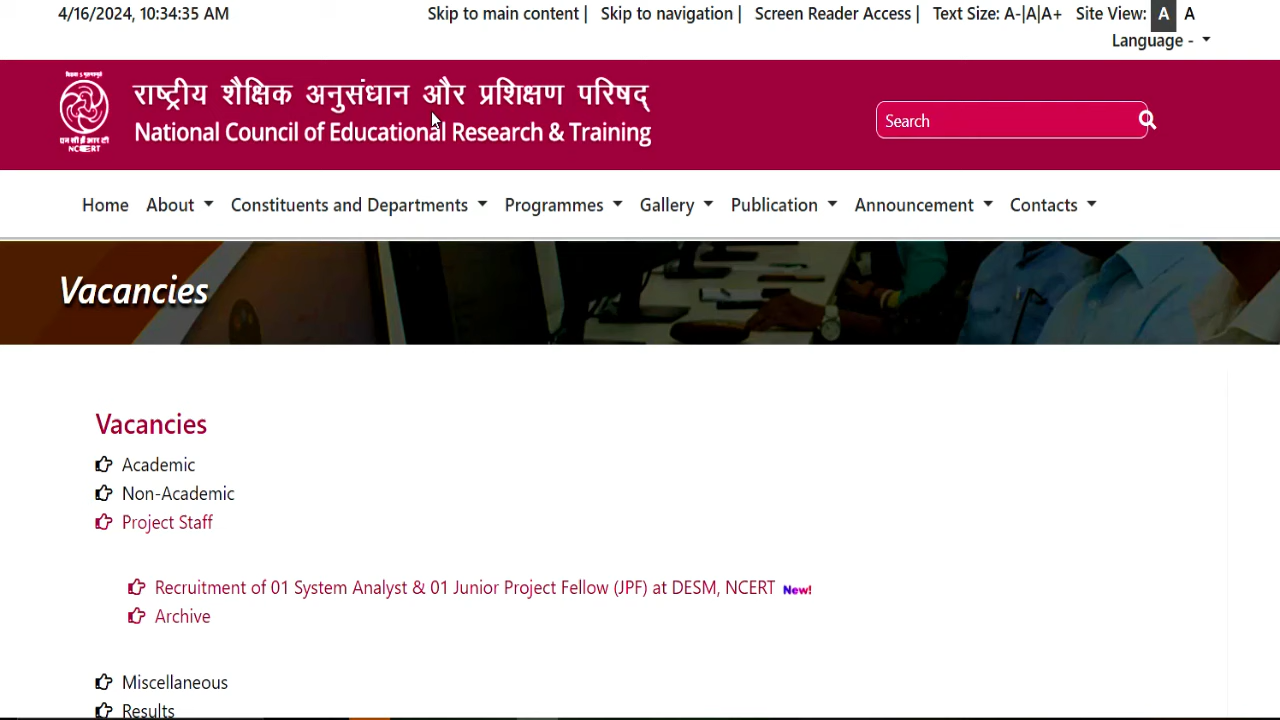 4/16/2024, 10:34:35 AM Skip to main content | Skip to navigation | Screen Reader Access | Text Size: A-|A|A+ Site View: A A
Language -
राष्ट्रीय शैक्षिक अनुसंधान और प्रशिक्षण परिषद्
National Council of Educational Research & Training
NCERT
Search
Home About Constituents and Departments Programmes Gallery Publication Announcement Contacts
Vacancies
Vacancies
Academic
Non-Academic
Project Staff
Recruitment of 01 System Analyst & 01 Junior Project Fellow (JPF) at DESM, NCERT New!
Archive
Miscellaneous
Results